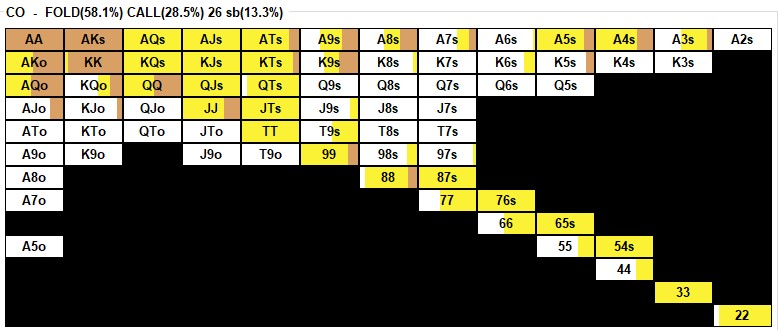 CO - FOLD(58.1%) CALL(28.5%) 26 sb(13.3%)
AA AKs AQs AJs ATs A9s A8s A7s A6s A5s A4s A3s A2s
AKo KK KQs KJs KTs K9s K8s K7s K6s K5s K4s K3s
AQo KQo QQ QJs QTs Q9s Q8s Q7s Q6s Q5s
AJo KJo QJo JJ JTs J9s J8s J7s
ATo KTo QTo JTo TT T9s T8s T7s
A9o K9o J9o T9o 99 98s 97s
A8o 88 87s
A7o 77 76s
66 65s
A5o 55 54s
44
33
22